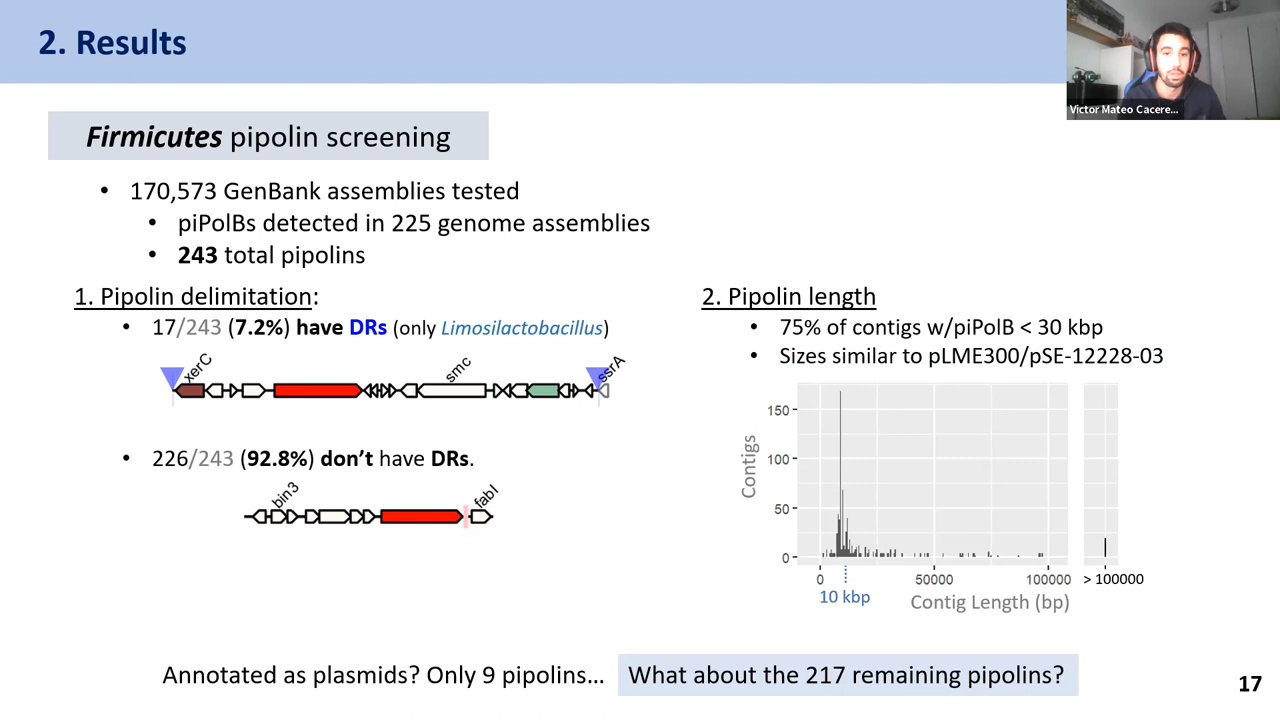 2. Results
Victor Mateo Cacere...
Firmicutes pipolin screening
• 170,573 GenBank assemblies tested
• piPolBs detected in 225 genome assemblies
• 243 total pipolins
1. Pipolin delimitation:
• 17/243 (7.2%) have DRs (only Limosilactobacillus)
xerC
smc
ssrA
• 226/243 (92.8%) don't have DRs.
bin3
fabI
2. Pipolin length
• 75% of contigs w/piPolB < 30 kbp
• Sizes similar to pLME300/pSE-12228-03
Contigs
150
100
50
0
0
50000
100000
> 100000
10 kbp
Contig Length (bp)
Annotated as plasmids? Only 9 pipolins...
What about the 217 remaining pipolins?
17